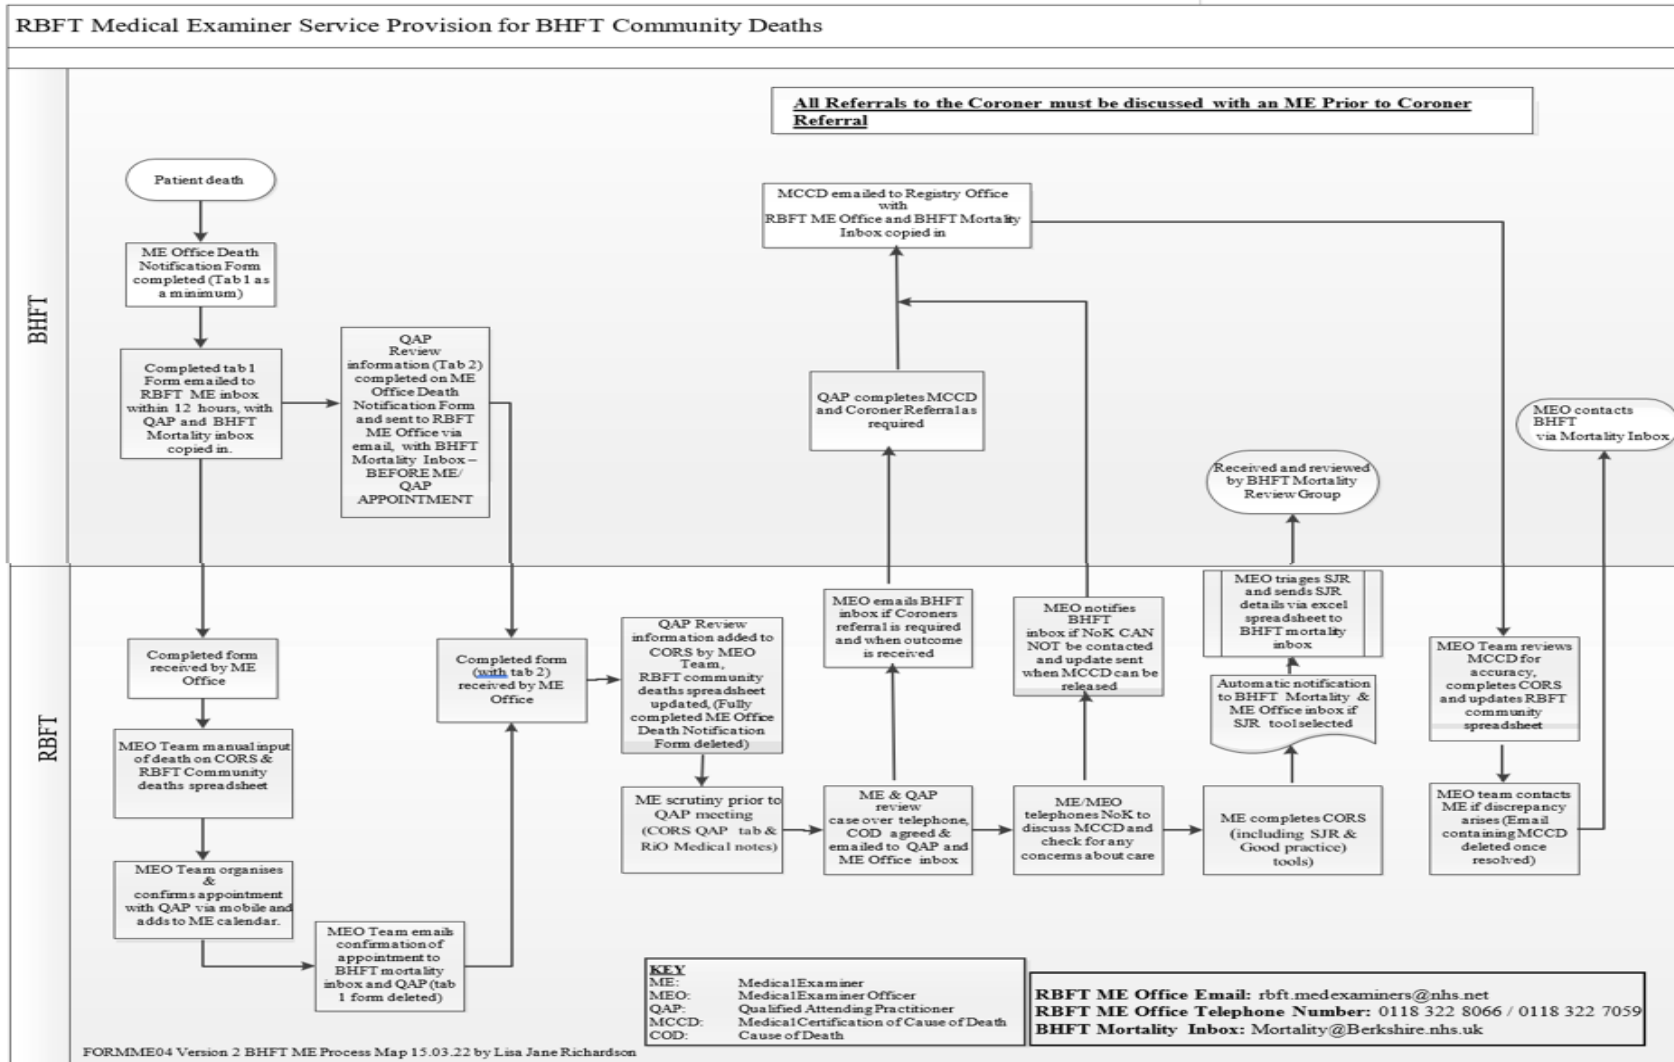 RBFT Medical Examiner Service Provision for BHFT Community Deaths
All Referrals to the Coroner must be discussed with an ME Prior to Coroner
Referral
BHFT
Patient death
ME Office Death
Notification Form
completed (Tab 1 as
a minimum)
Completed tab 1
Form emailed to
RBFT ME inbox
within 12 hours, with
QAP and BHFT
Mortality inbox
copied in.
QAP
Review
information (Tab 2)
completed on ME
Office Death
Notification Form
and sent to RBFT
ME Office via
email, with BHFT
Mortality Inbox –
BEFORE ME/
QAP
APPOINTMENT
MCCD emailed to Registry Office
with
RBFT ME Office and BHFT Mortality
Inbox copied in
QAP completes MCCD
and Coroner Referral as
required
Received and reviewed
by BHFT Mortality
Review Group
MEO contacts
BHFT
via Mortality Inbox
RBFT
Completed form
received by ME
Office
MEO Team manual input
of death on CORS &
RBFT Community
deaths spreadsheet
MEO Team organises
&
confirms appointment
with QAP via mobile and
adds to ME calendar.
MEO Team emails
confirmation of
appointment to
BHFT mortality
inbox and QAP (tab
1 form deleted)
Completed form
(with tab 2)
received by ME
Office
QAP Review
information added to
CORS by MEO
Team,
RBFT community
deaths spreadsheet
updated, (Fully
completed ME Office
Death Notification
Form deleted)
ME scrutiny prior to
QAP meeting
(CORS QAP tab &
RiO Medical notes)
MEO emails BHFT
inbox if Coroners
referral is required
and when outcome
is received
ME & QAP
review
case over telephone,
COD agreed &
emailed to QAP and
ME Office inbox
MEO notifies
BHFT
inbox if NoK CAN
NOT be contacted
and update sent
when MCCD can be
released
ME/MEO
telephones NoK to
discuss MCCD and
check for any
concerns about care
MEO triages SJR
and sends SJR
details via excel
spreadsheet to
BHFT mortality
inbox
Automatic notification
to BHFT Mortality &
ME Office inbox if
SJR tool selected
ME completes CORS
(including SJR &
Good practice)
tools)
MEO Team reviews
MCCD for
accuracy,
completes CORS
and updates RBFT
community
spreadsheet
MEO team contacts
ME if discrepancy
arises (Email
containing MCCD
deleted once
resolved)
KEY
ME: Medical Examiner
MEO: Medical Examiner Officer
QAP: Qualified Attending Practitioner
MCCD: Medical Certification of Cause of Death
COD: Cause of Death
RBFT ME Office Email: rbft.medexaminers@nhs.net
RBFT ME Office Telephone Number: 0118 322 8066 / 0118 322 7059
BHFT Mortality Inbox: Mortality@Berkshire.nhs.uk
FORMME04 Version 2 BHFT ME Process Map 15.03.22 by Lisa Jane Richardson